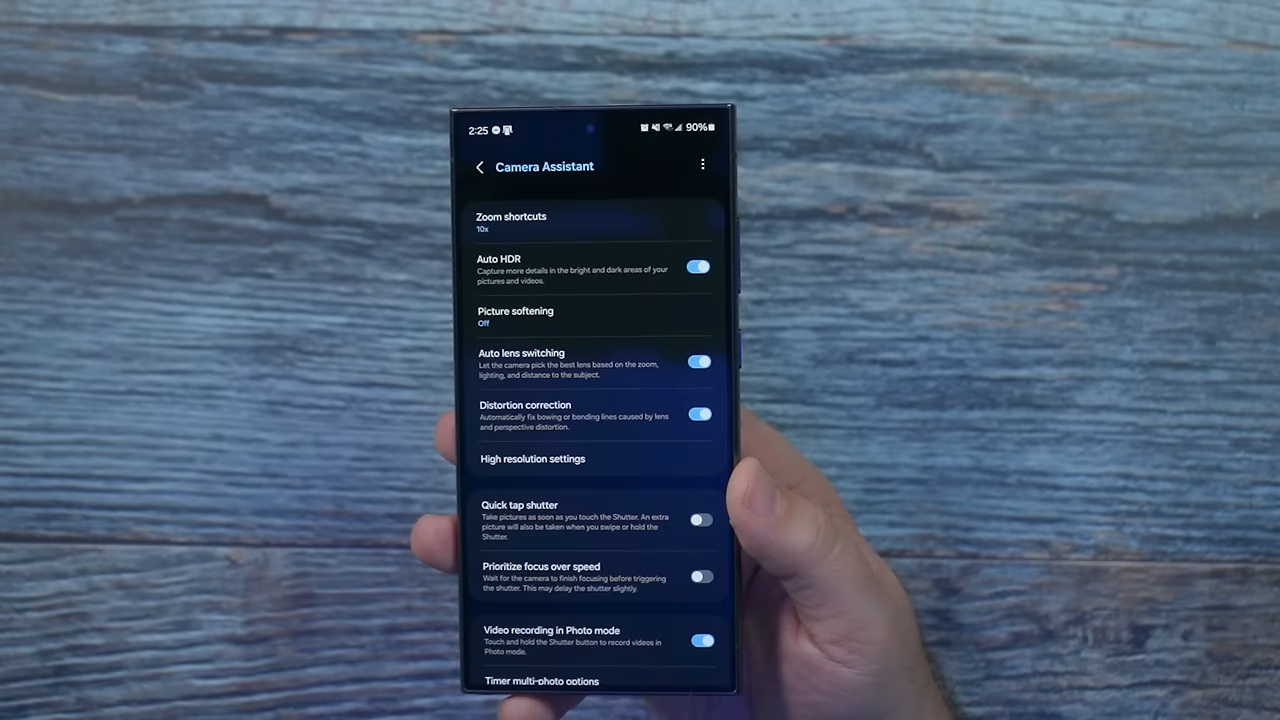 2:25 90%
Camera Assistant
Zoom shortcuts
10x
Auto HDR
Capture more details in the bright and dark areas of your
pictures and videos.
Picture softening
Off
Auto lens switching
Let the camera pick the best lens based on the zoom,
lighting, and distance to the subject.
Distortion correction
Automatically fix bowing or bending lines caused by lens
and perspective distortion.
High resolution settings
Quick tap shutter
Take pictures as soon as you touch the Shutter. An extra
picture will also be taken when you swipe or hold the
Shutter.
Prioritize focus over speed
Wait for the camera to finish focusing before triggering
the shutter. This may delay the shutter slightly.
Video recording in Photo mode
Touch and hold the Shutter button to record videos in
Photo mode.
Timer multi-photo options